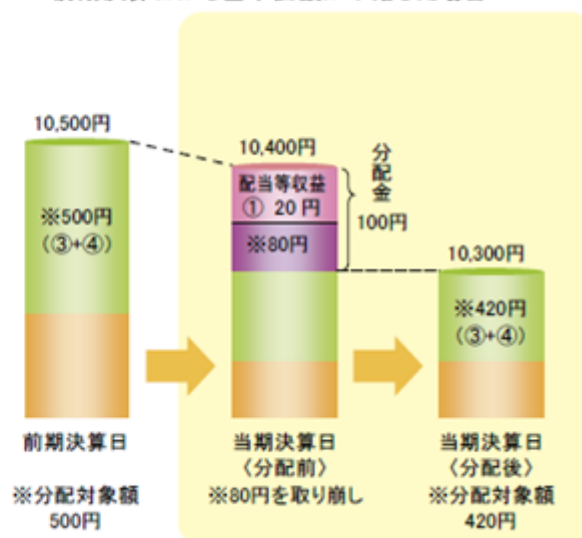 10,500円
※500円
(③+④)
前期決算日
※分配対象額
500円
10,400円
配当等収益
① 20円
※80円
分配金
100円
当期決算日
〈分配前〉
※80円を取り崩し
10,300円
※420円
(③+④)
当期決算日
〈分配後〉
※分配対象額
420円